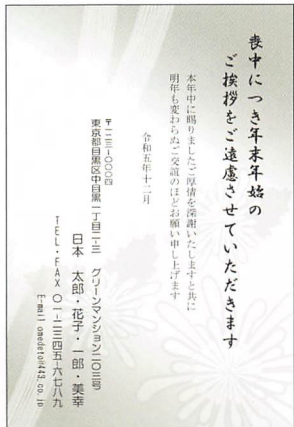 喪中につき年末年始の
ご挨拶をご遠慮させていただきます
本年中に賜りましたご厚情を深謝いたしますと共に
明年も変わらぬご交誼のほどお願い申し上げます
令和五年十二月
〒一二三-〇〇〇四
東京都目黒区中目黒一丁目二-三 グリーンマンション二〇三号
日本 太郎・花子・一郎・美幸
TEL・FAX 〇一-二三四五-六七八九
E-mail omedeto@443.co.jp